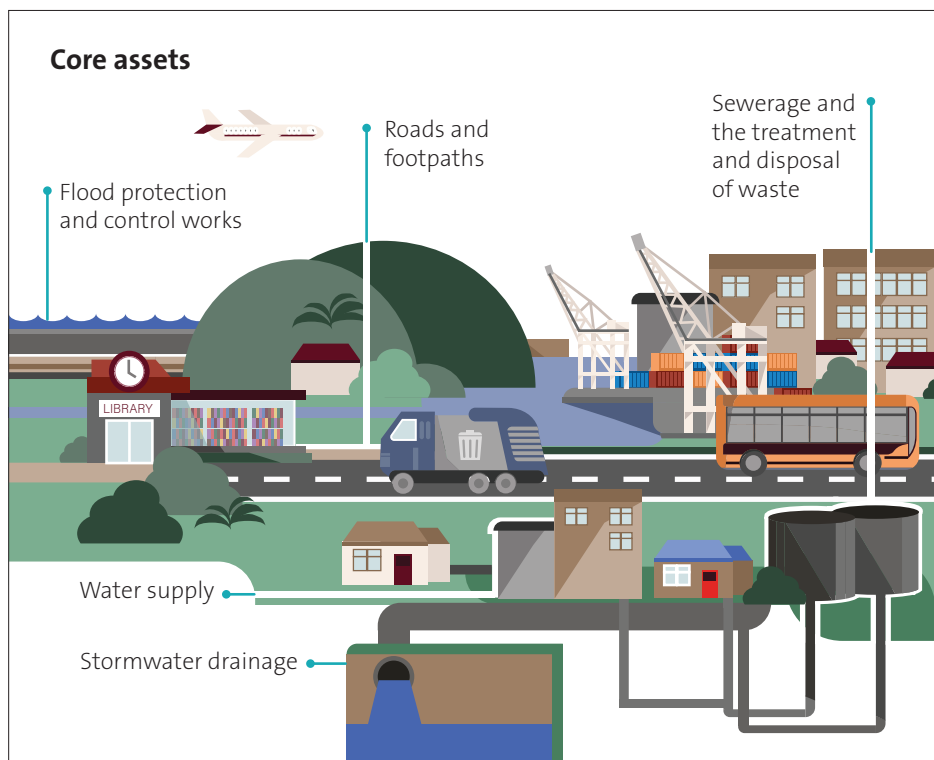 Core assets
Roads and
footpaths
Sewerage and
the treatment
and disposal
of waste
Flood protection
and control works
LIBRARY
Water supply
Stormwater drainage